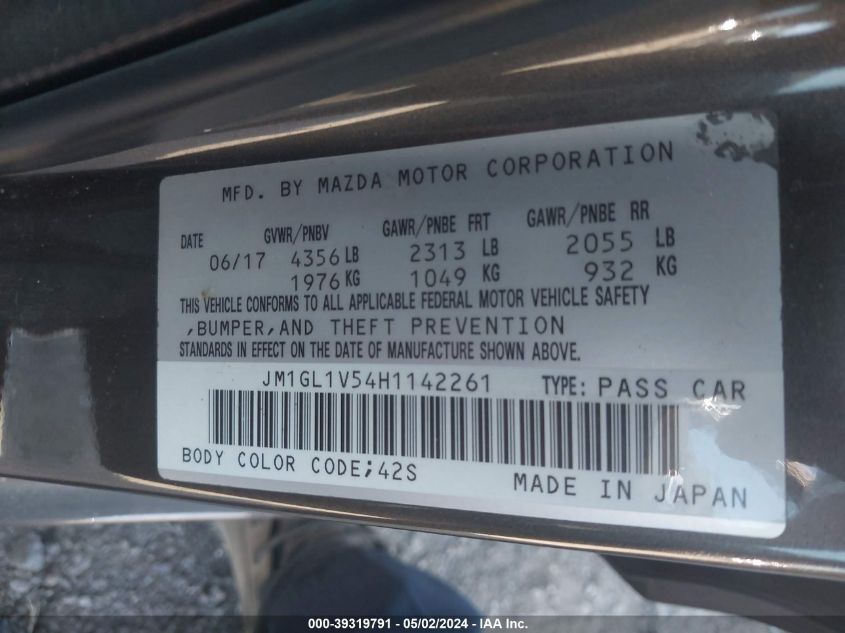 MFD. BY MAZDA MOTOR CORPORATION
DATE GVWR/PNBV GAWR/PNBE FRT GAWR/PNBE RR
06/17 4356 LB 2313 LB 2055 LB
1976 KG 1049 KG 932 KG
THIS VEHICLE CONFORMS TO ALL APPLICABLE FEDERAL MOTOR VEHICLE SAFETY
,BUMPER,AND THEFT PREVENTION
STANDARDS IN EFFECT ON THE DATE OF MANUFACTURE SHOWN ABOVE.
JM1GL1V54H1142261 TYPE: PASS CAR
BODY COLOR CODE;42S
MADE IN JAPAN
000-39319791 - 05/02/2024 - IAA Inc.